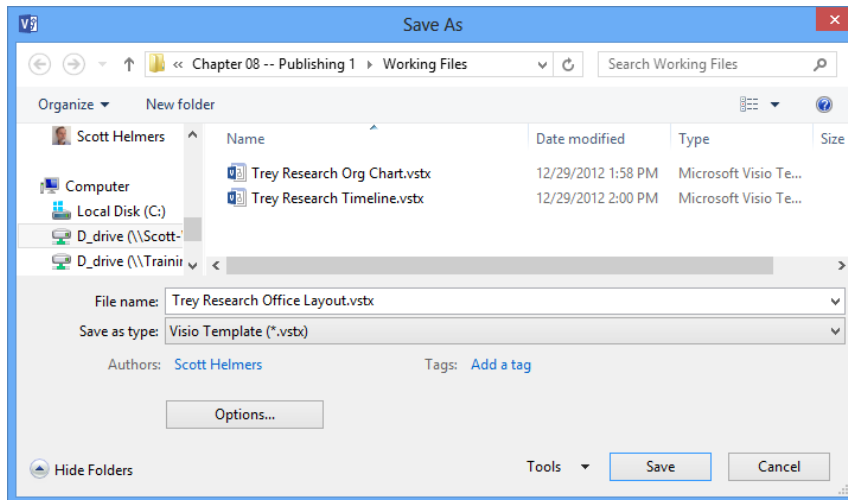 Save As
« Chapter 08 -- Publishing 1 Working Files Search Working Files
Organize New folder
Scott Helmers
Name Date modified Type Size
Trey Research Org Chart.vstx 12/29/2012 1:58 PM Microsoft Visio Te...
Computer
Trey Research Timeline.vstx 12/29/2012 2:00 PM Microsoft Visio Te...
Local Disk (C:)
D_drive (\\Scott-
D_drive (\\Trainin
File name: Trey Research Office Layout.vstx
Save as type: Visio Template (*.vstx)
Authors: Scott Helmers Tags: Add a tag
Options...
Hide Folders Tools Save Cancel